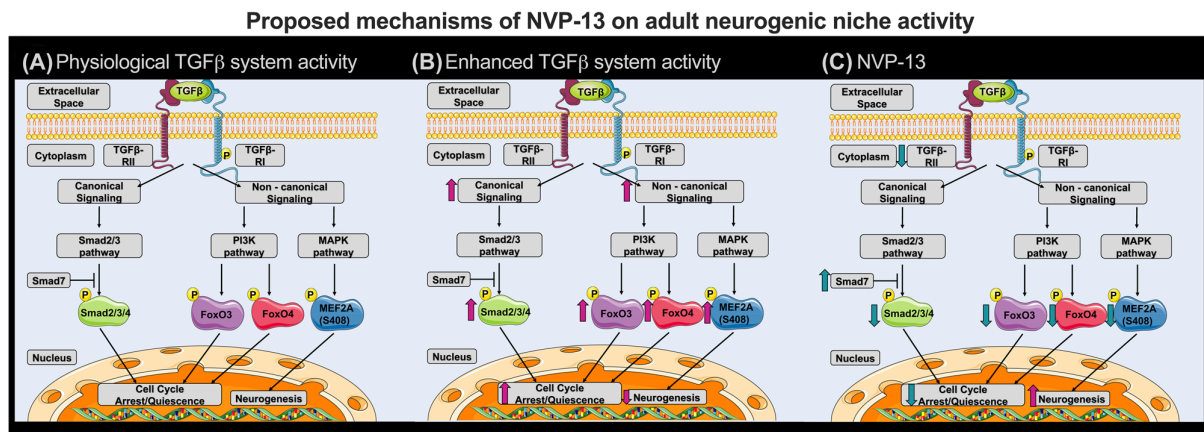 Proposed mechanisms of NVP-13 on adult neurogenic niche activity
(A) Physiological TGFβ system activity
Extracellular
Space
TGFβ
Cytoplasm
TGFβ-
RII
P
TGFβ-
RI
Canonical
Signaling
Non - canonical
Signaling
Smad2/3
pathway
PI3K
pathway
MAPK
pathway
Smad7
P
Smad2/3/4
P
FoxO3
P
FoxO4
P
MEF2A
(S408)
Nucleus
Cell Cycle
Arrest/Quiescence
Neurogenesis
(B) Enhanced TGFβ system activity
Extracellular
Space
TGFβ
Cytoplasm
TGFβ-
RII
P
TGFβ-
RI
Canonical
Signaling
Non - canonical
Signaling
Smad2/3
pathway
PI3K
pathway
MAPK
pathway
Smad7
P
Smad2/3/4
P
FoxO3
P
FoxO4
P
MEF2A
(S408)
Nucleus
Cell Cycle
Arrest/Quiescence
Neurogenesis
(C) NVP-13
Extracellular
Space
TGFβ
Cytoplasm
TGFβ-
RII
P
TGFβ-
RI
Canonical
Signaling
Non - canonical
Signaling
Smad2/3
pathway
PI3K
pathway
MAPK
pathway
Smad7
P
Smad2/3/4
P
FoxO3
P
FoxO4
P
MEF2A
(S408)
Nucleus
Cell Cycle
Arrest/Quiescence
Neurogenesis